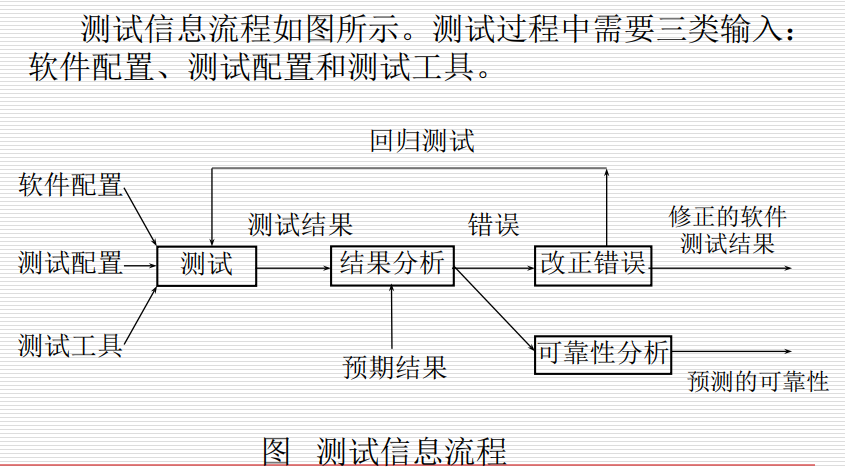 测试信息流程如图所示。测试过程中需要三类输入：
软件配置、测试配置和测试工具。
回归测试
软件配置
测试结果
错误
修正的软件
测试结果
测试配置
测试
结果分析
改正错误
测试工具
预期结果
可靠性分析
预测的可靠性
图 测试信息流程